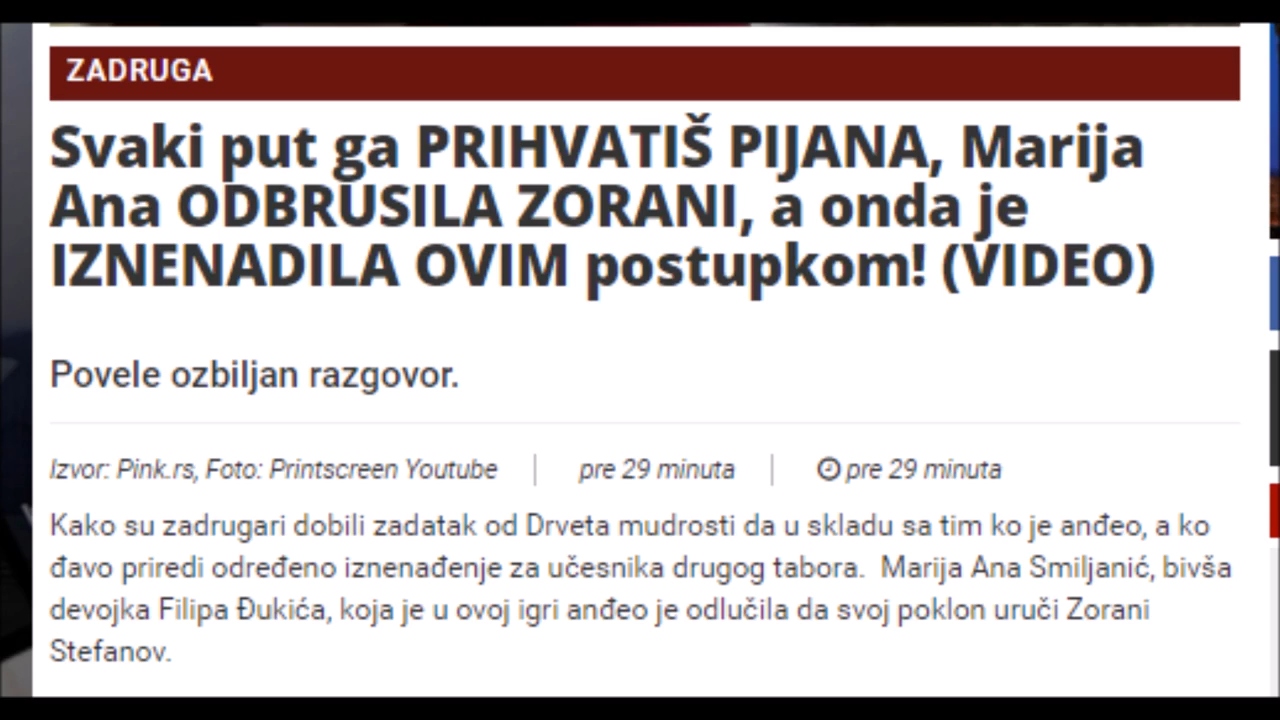 ZADRUGA
Svaki put ga PRIHVATIŠ PIJANA, Marija
Ana ODBRUSILA ZORANI, a onda je
IZNENADILA OVIM postupkom! (VIDEO)
Povele ozbiljan razgovor.
Izvor: Pink.rs, Foto: Printscreen Youtube | pre 29 minuta | pre 29 minuta
Kako su zadrugari dobili zadatak od Drveta mudrosti da u skladu sa tim ko je anđeo, a ko
đavo priredi određeno iznenađenje za učesnika drugog tabora. Marija Ana Smiljanić, bivša
devojka Filipa Đukića, koja je u ovoj igri anđeo je odlučila da svoj poklon uruči Zorani
Stefanov.